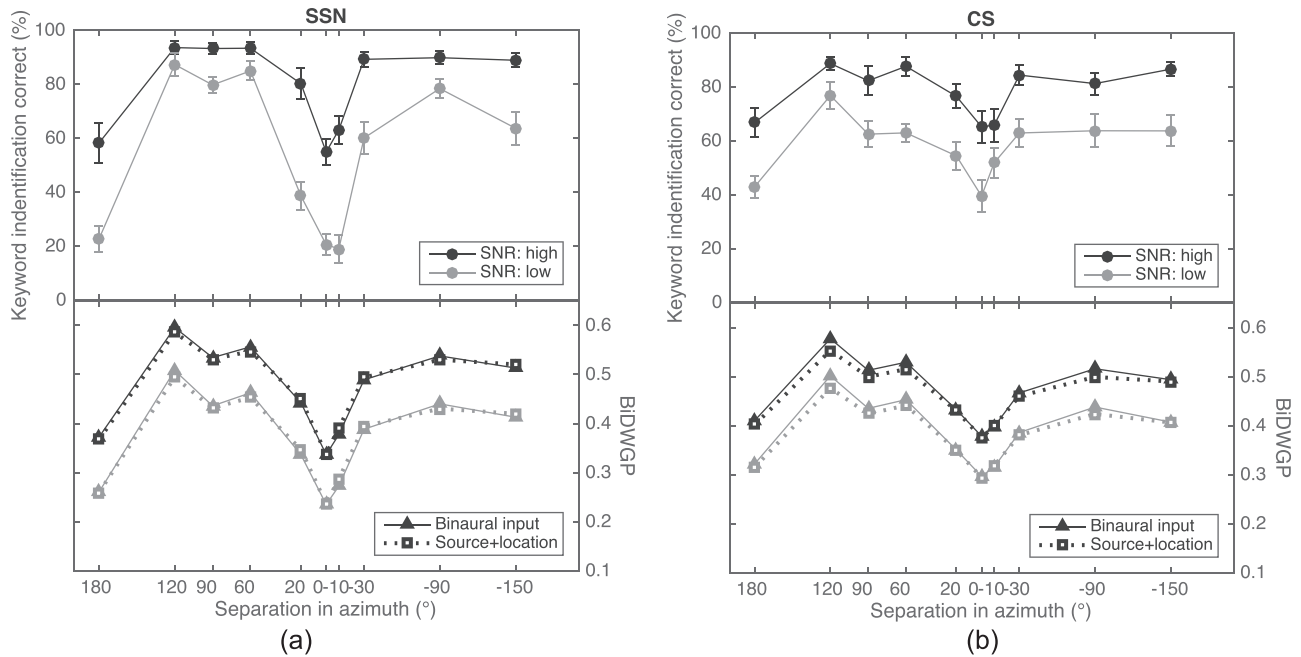 SSN
Keyword indentification correct (%)
100
80
60
40
20
0
SNR: high
SNR: low
0.6
0.5
0.4
0.3
0.2
0.1
BiDWGP
Binaural input
Source+location
180 120 90 60 20 0 -10 -30 -90 -150
Separation in azimuth (°)
(a)
CS
Keyword indentification correct (%)
100
80
60
40
20
0
SNR: high
SNR: low
0.6
0.5
0.4
0.3
0.2
0.1
BiDWGP
Binaural input
Source+location
180 120 90 60 20 0 -10 -30 -90 -150
Separation in azimuth (°)
(b)